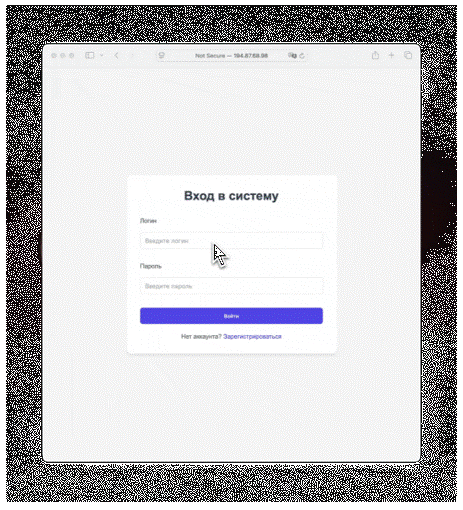 Not Secure — 194.87.69.98
Вход в систему
Логин
Введите логин
Пароль
Введите пароль
Войти
Нет аккаунта? Зарегистрироваться